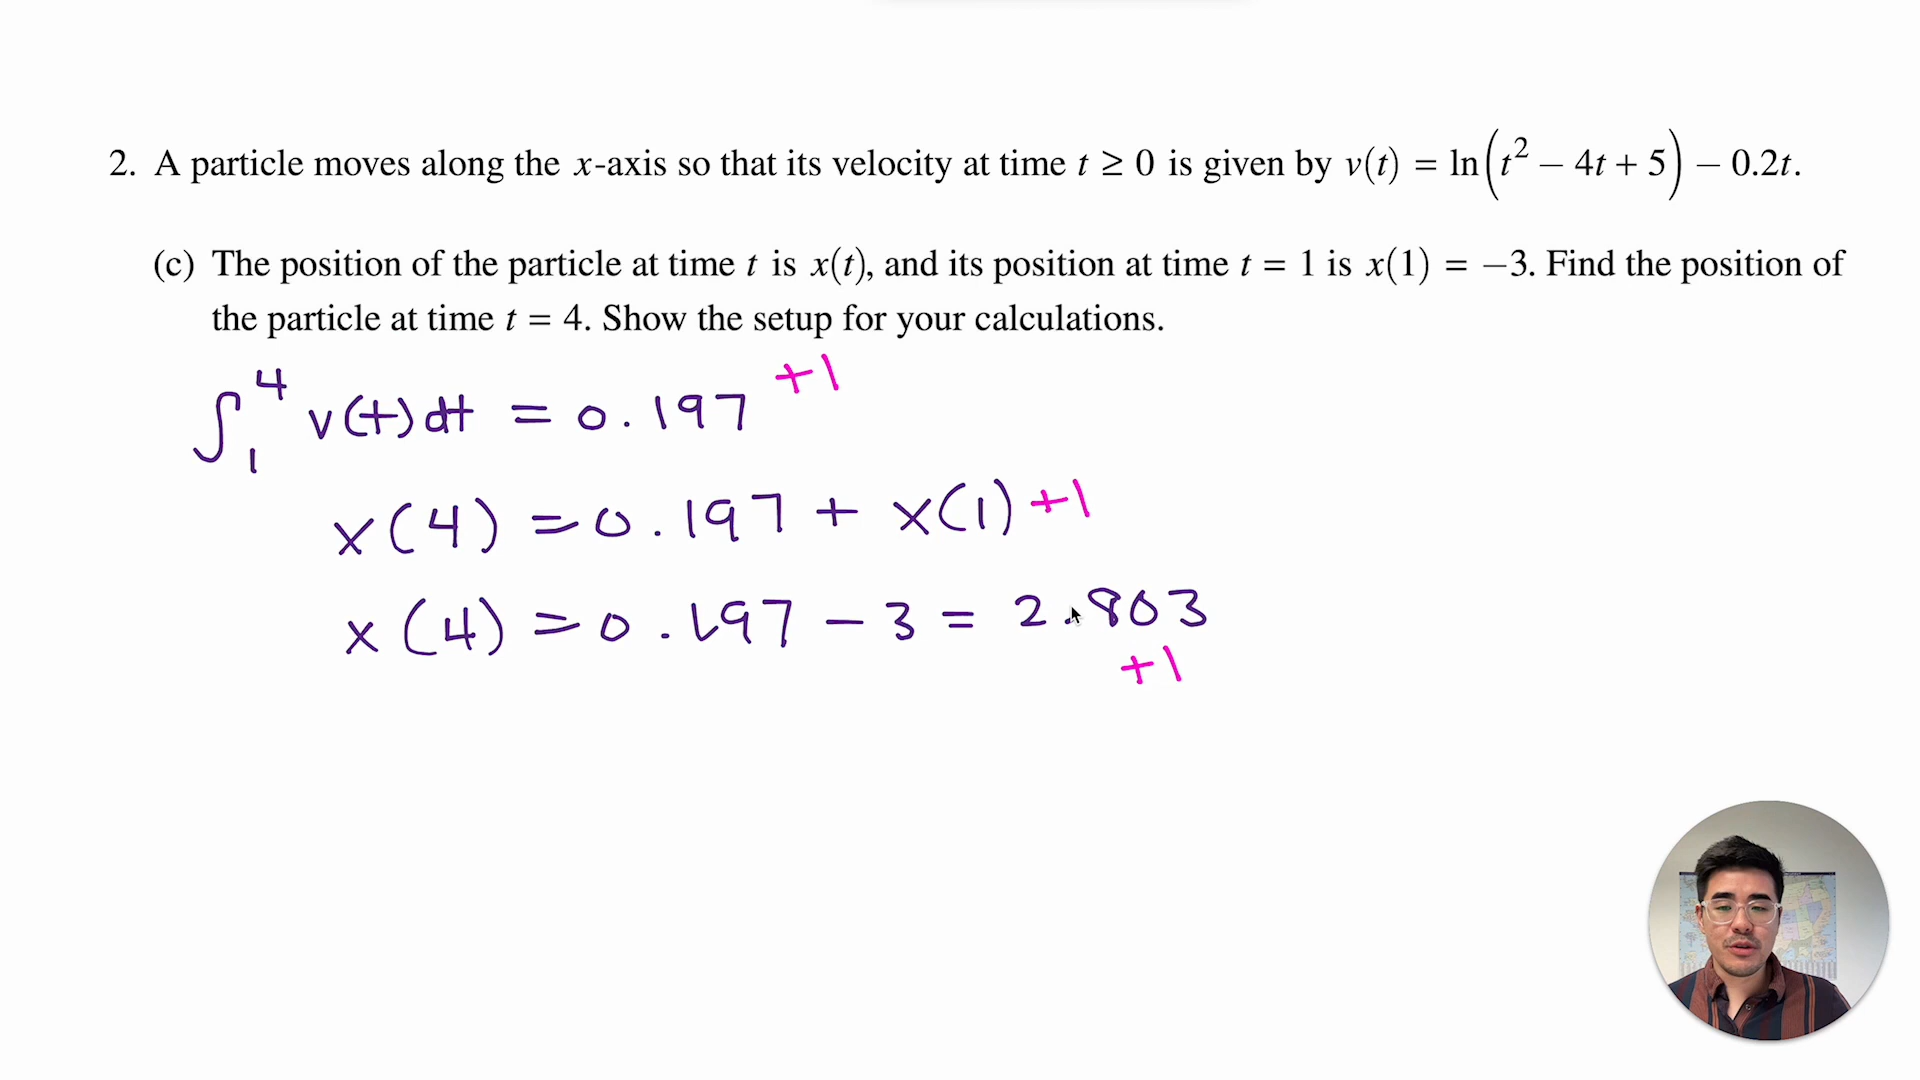 2. A particle moves along the x-axis so that its velocity at time t ≥ 0 is given by v(t) = ln(t² − 4t + 5) − 0.2t.
(c) The position of the particle at time t is x(t), and its position at time t = 1 is x(1) = −3. Find the position of
the particle at time t = 4. Show the setup for your calculations.
∫₁⁴ v(t)dt = 0.197 +1
x(4) = 0.197 + x(1) +1
x(4) = 0.197 − 3 = 2.803
+1